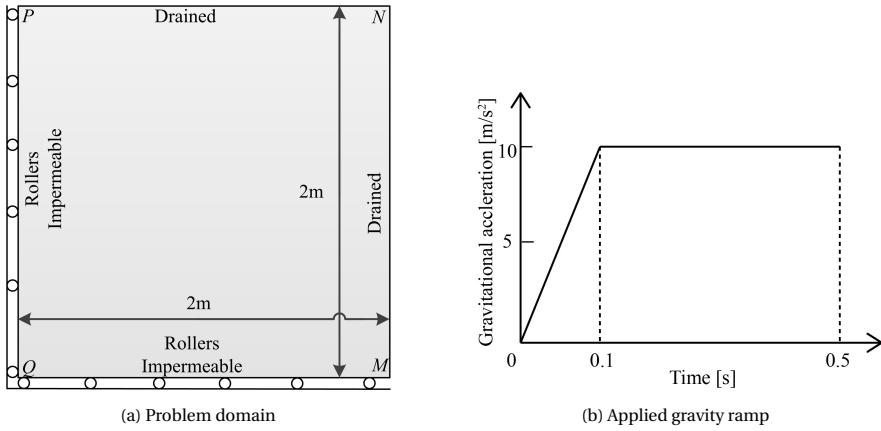 P
Drained
N
Rollers
Impermeable
2m
Drained
2m
Rollers
Impermeable
Q
M
(a) Problem domain
Gravitational accleration [m/s²]
10
5
0
0.1
0.5
Time [s]
(b) Applied gravity ramp